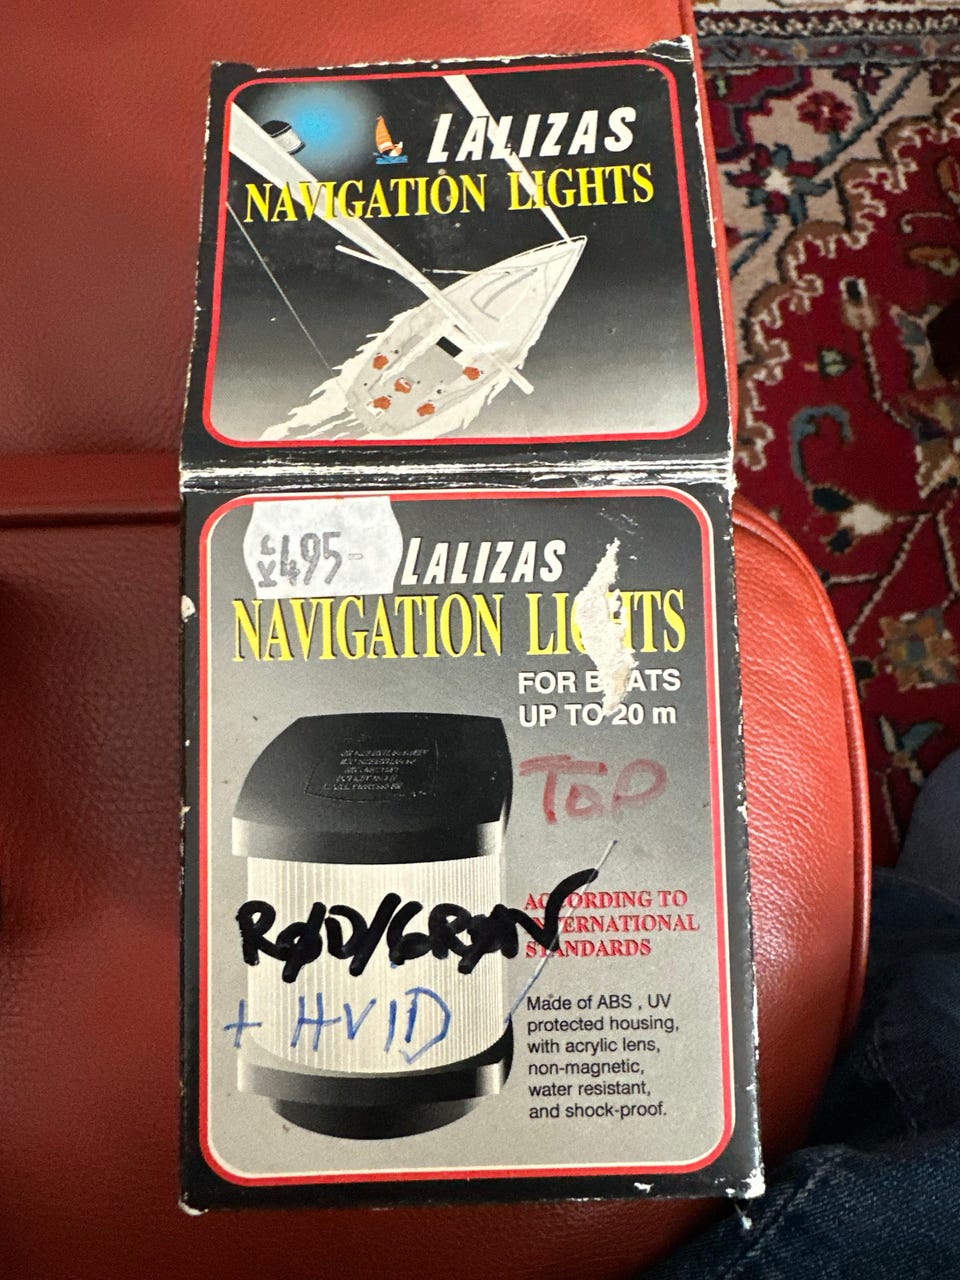 LALIZAS
NAVIGATION LIGHTS
KR 495-
LALIZAS
NAVIGATION LIGHTS
FOR BOATS
UP TO 20 m
TOP
RØD/GRØN
ACCORDING TO
INTERNATIONAL
STANDARDS
+ HVID
Made of ABS , UV
protected housing,
with acrylic lens,
non-magnetic,
water resistant,
and shock-proof.